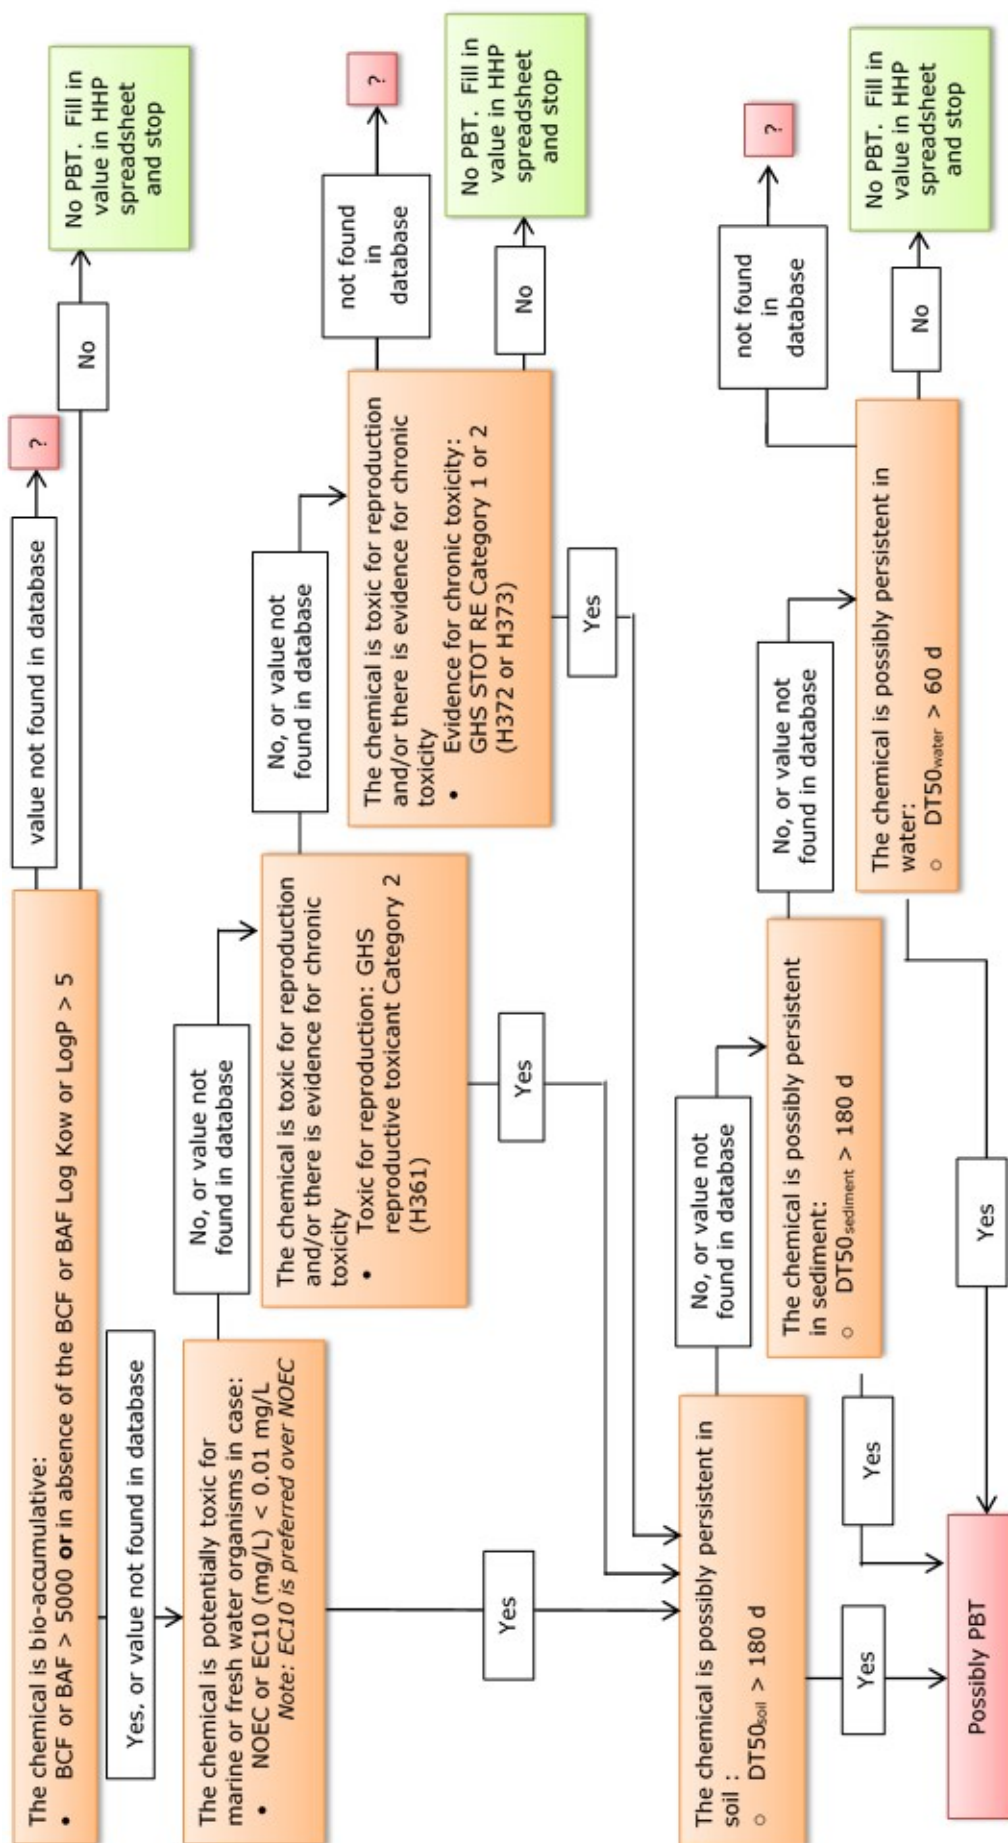 The chemical is bio-accumulative:
• BCF or BAF > 5000 or in absence of the BCF or BAF Log Kow or LogP > 5
value not found in database
?
No
No PBT. Fill in
value in HHP
spreadsheet
and stop
Yes, or value not found in database
The chemical is potentially toxic for
marine or fresh water organisms in case:
• NOEC or EC10 (mg/L) < 0.01 mg/L
Note: EC10 is preferred over NOEC
No, or value not
found in database
The chemical is toxic for reproduction
and/or there is evidence for chronic
toxicity
• Toxic for reproduction: GHS
reproductive toxicant Category 2
(H361)
No, or value not
found in database
The chemical is toxic for reproduction
and/or there is evidence for chronic
toxicity
• Evidence for chronic toxicity:
GHS STOT RE Category 1 or 2
(H372 or H373)
not found
in
database
?
No
No PBT. Fill in
value in HHP
spreadsheet
and stop
Yes
Yes
Yes
The chemical is possibly persistent in
soil :
○ DT50soil > 180 d
No, or value not
found in database
The chemical is possibly persistent
in sediment:
○ DT50sediment > 180 d
No, or value not
found in database
The chemical is possibly persistent in
water:
○ DT50water > 60 d
not found
in
database
?
No
No PBT. Fill in
value in HHP
spreadsheet
and stop
Yes
Yes
Yes
Possibly PBT